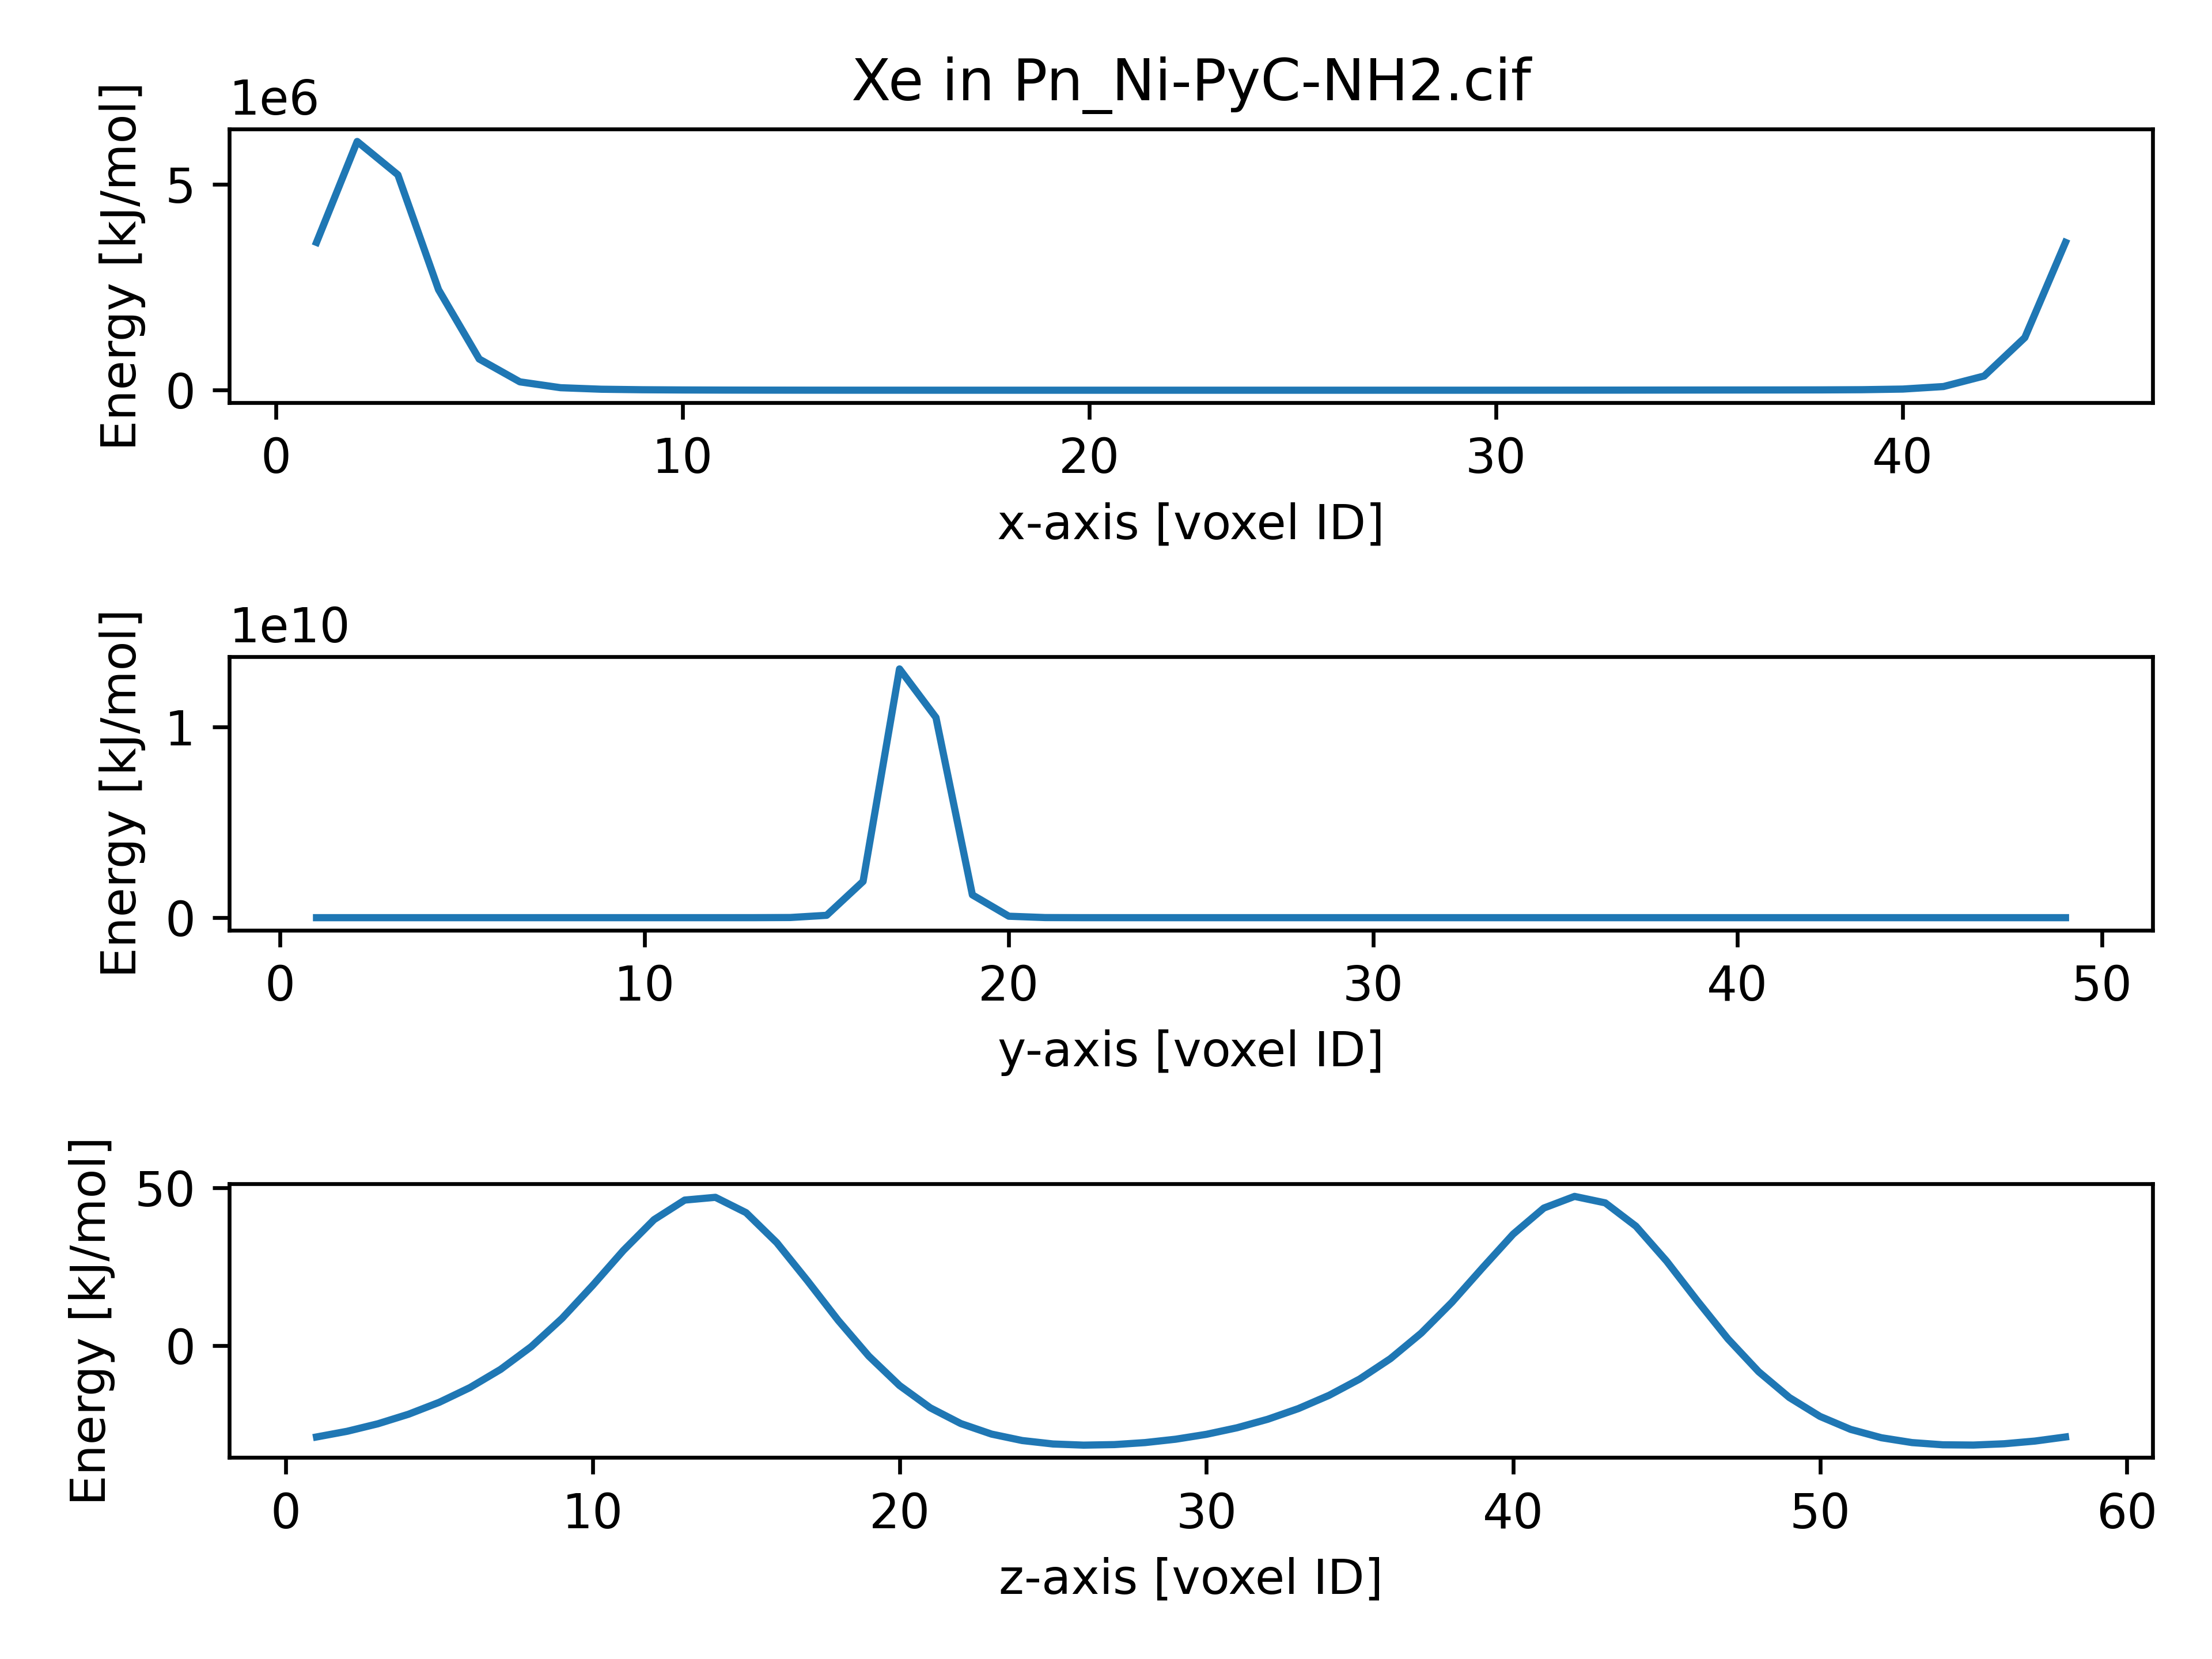 Xe in Pn_Ni-PyC-NH2.cif
1e6
Energy [kJ/mol]
5
0
0 10 20 30 40
x-axis [voxel ID]
1e10
Energy [kJ/mol]
1
0
0 10 20 30 40 50
y-axis [voxel ID]
Energy [kJ/mol]
50
0
0 10 20 30 40 50 60
z-axis [voxel ID]